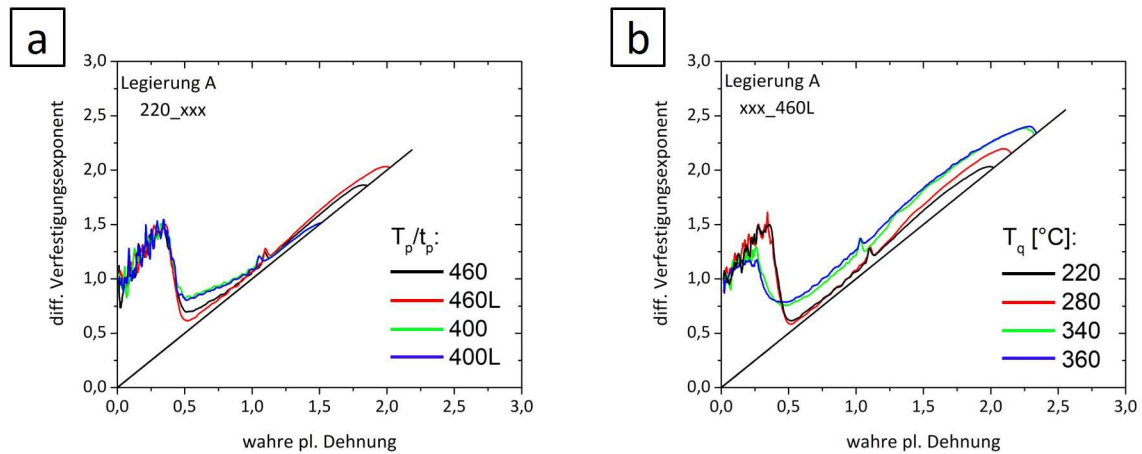 a
Legierung A
220_xxx
diff. Verfestigungsexponent
3,0
2,5
2,0
1,5
1,0
0,5
0,0
0,0 0,5 1,0 1,5 2,0 2,5 3,0
wahre pl. Dehnung
Tp/tp:
460
460L
400
400L
b
Legierung A
xxx_460L
diff. Verfestigungsexponent
3,0
2,5
2,0
1,5
1,0
0,5
0,0
0,0 0,5 1,0 1,5 2,0 2,5 3,0
wahre pl. Dehnung
Tq [°C]:
220
280
340
360